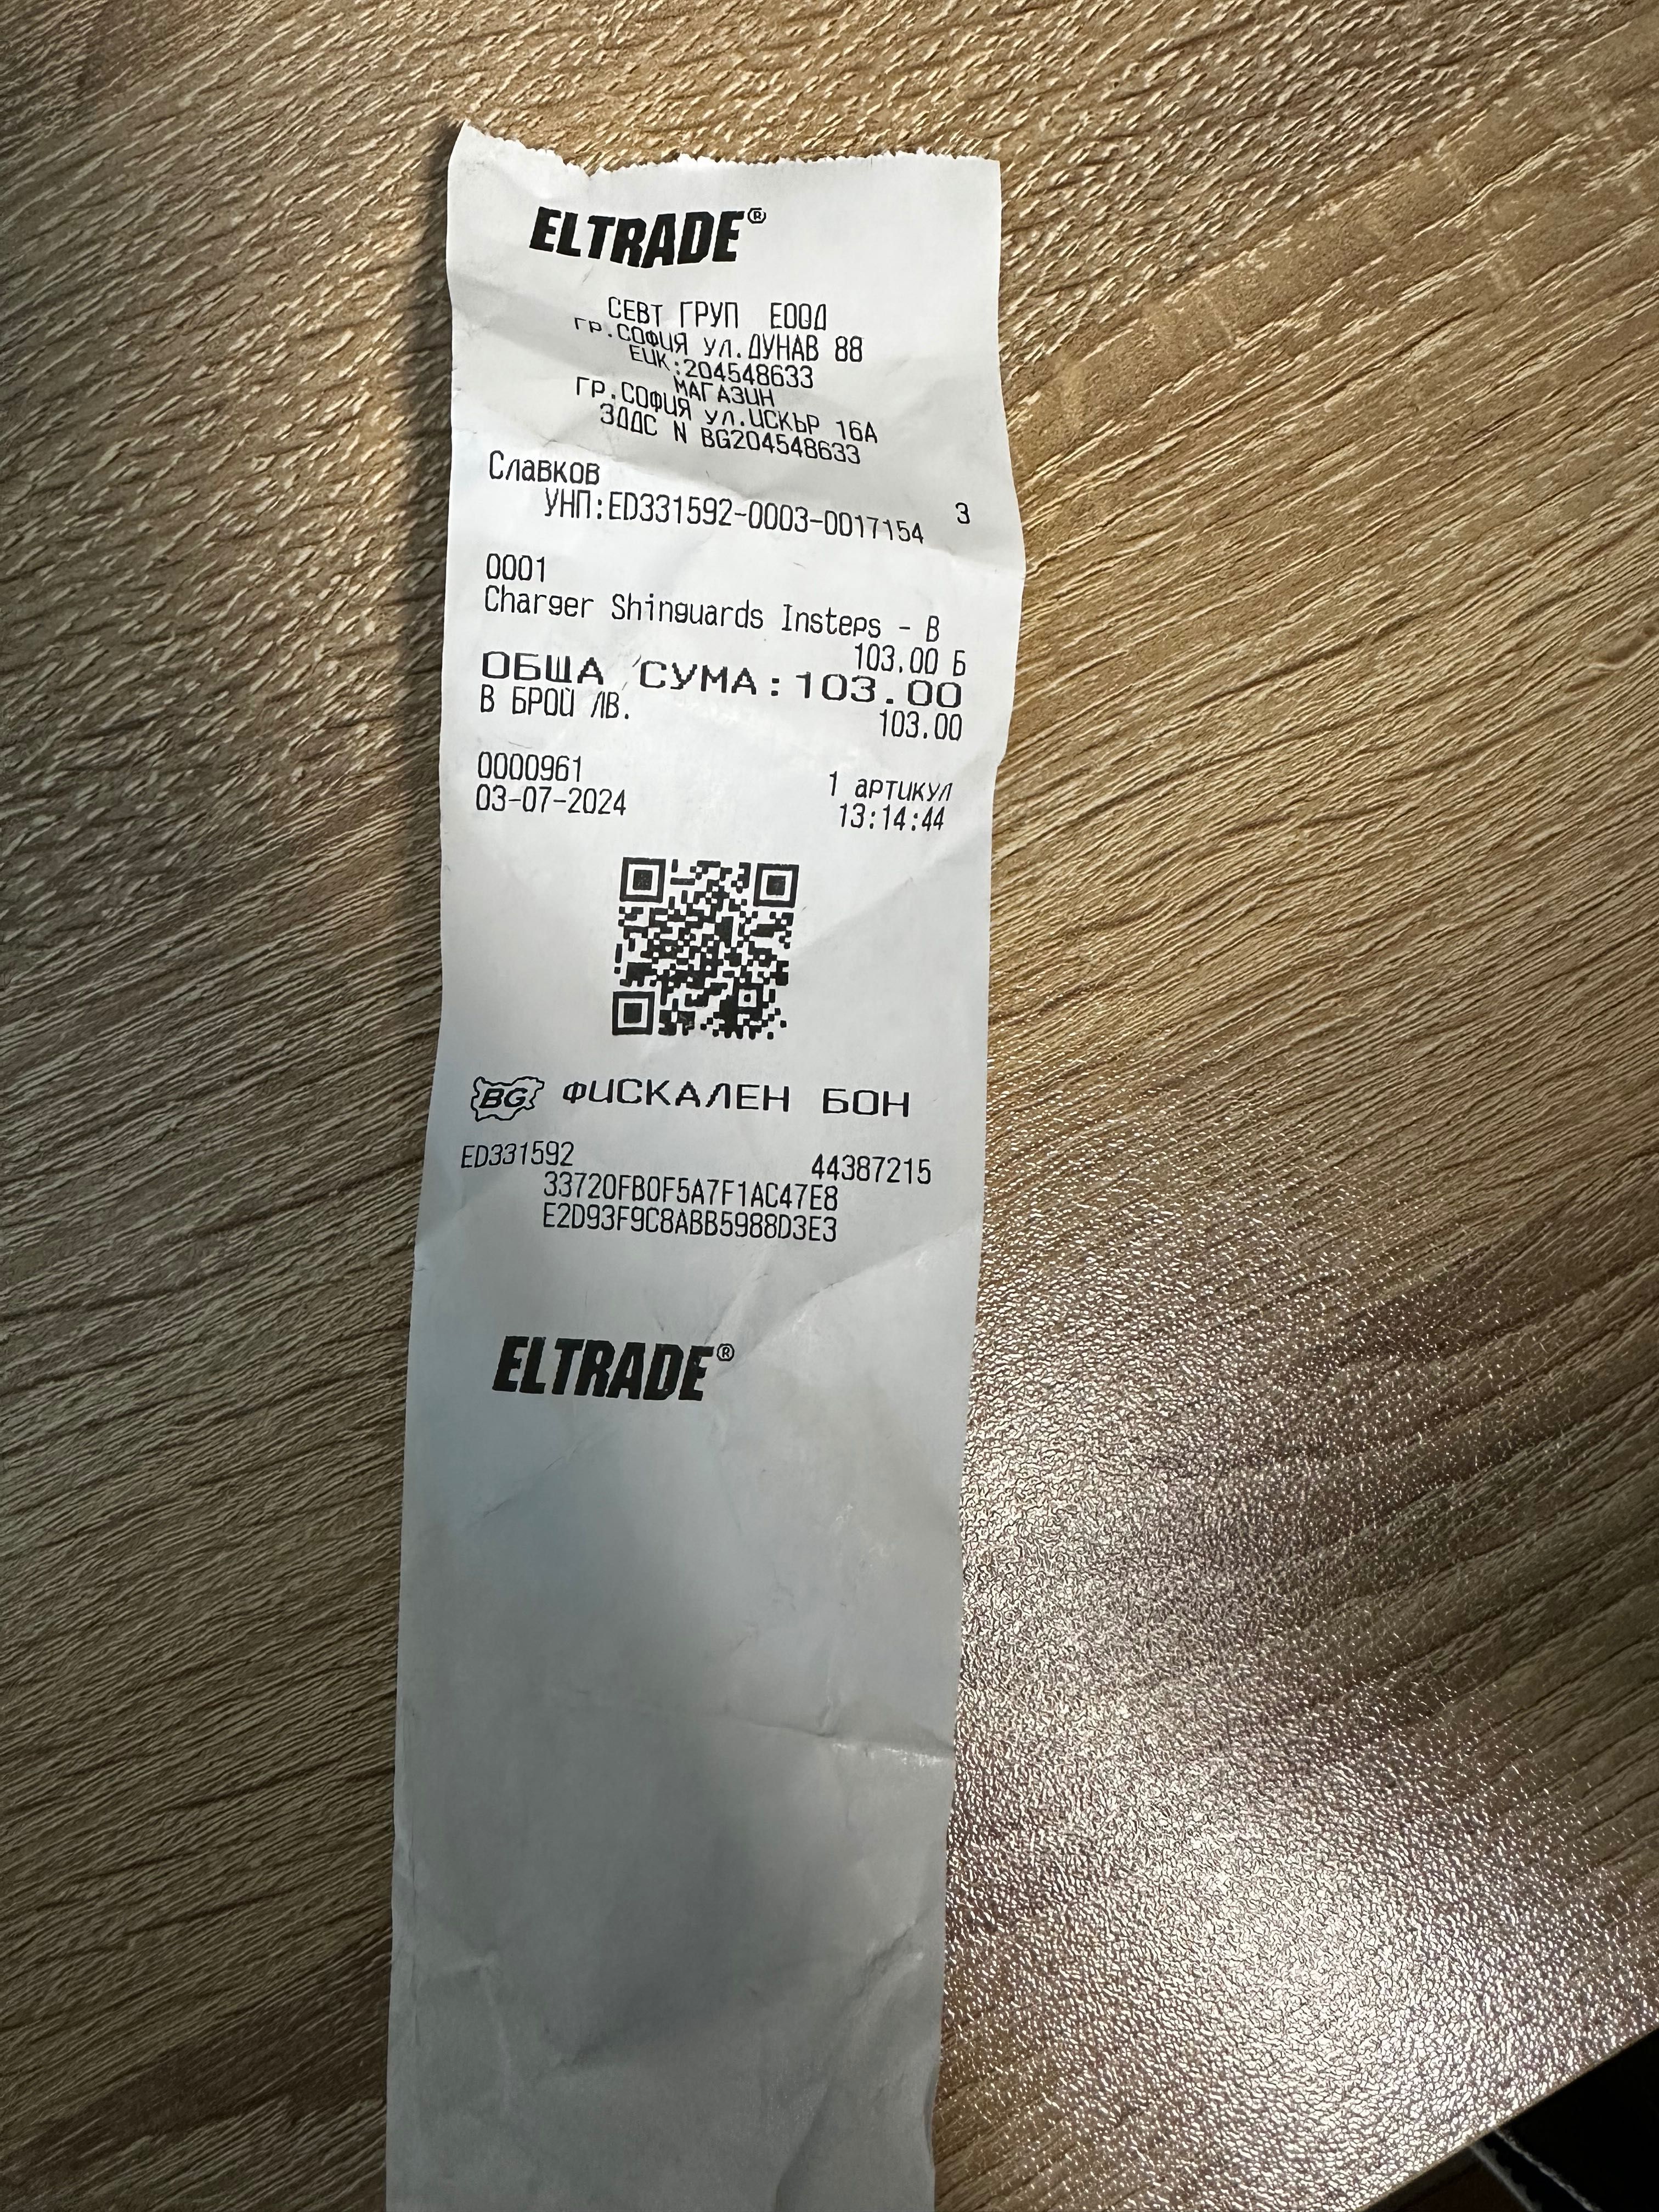 ELTRADE®
СЕВТ ГРУП ЕООД
ГР.СОФИЯ ул.ДУНАВ 88
ЕИК:204548633
МАГАЗИН
ГР.СОФИЯ ул.ИСКЪР 16А
ЗДДС N BG204548633
Славков 3
УНП:ED331592-0003-0017154
0001
Charger Shinguards Insteps - B
103.00 Б
ОБЩА СУМА:103.00
В БРОЙ ЛВ. 103.00
0000961 1 артикул
03-07-2024 13:14:44
BG ФИСКАЛЕН БОН
ED331592 44387215
33720FB0F5A7F1AC47E8
E2D93F9C8ABB5988D3E3
ELTRADE®